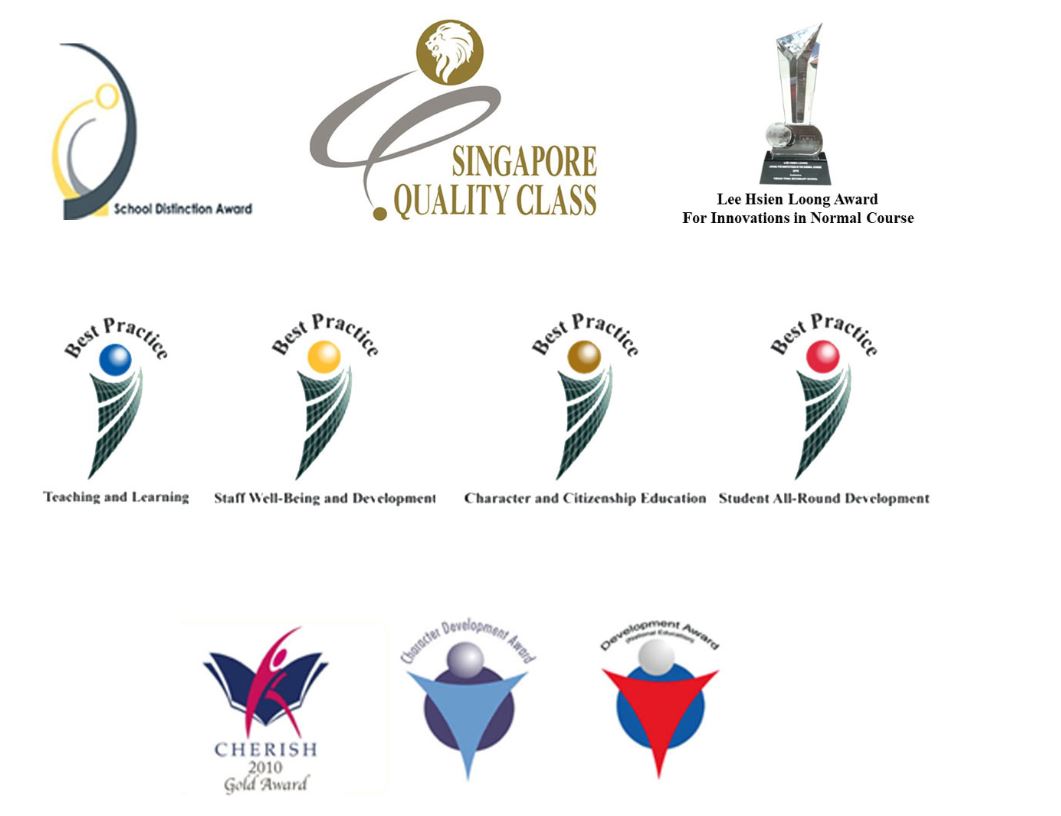 School Distinction Award
SINGAPORE
QUALITY CLASS
Lee Hsien Loong Award
For Innovations in Normal Course
Best Practice
Teaching and Learning
Best Practice
Staff Well-Being and Development
Best Practice
Character and Citizenship Education
Best Practice
Student All-Round Development
CHERISH
2010
Gold Award
Character Development Award
Development Award
(National Education)